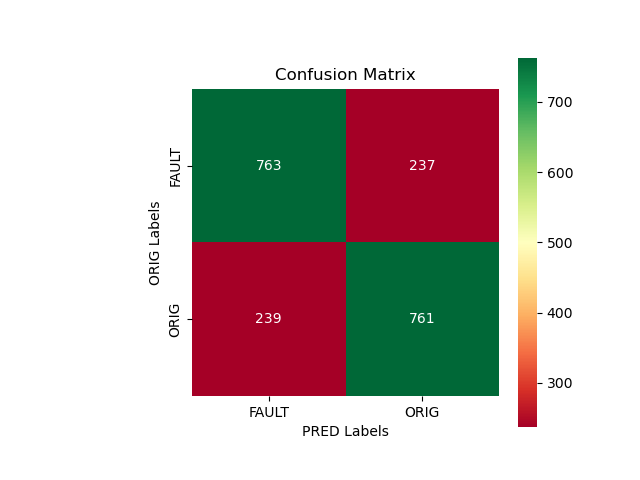 Confusion Matrix
FAULT
763
237
ORIG
239
761
ORIG Labels
FAULT
ORIG
PRED Labels
700
600
500
400
300